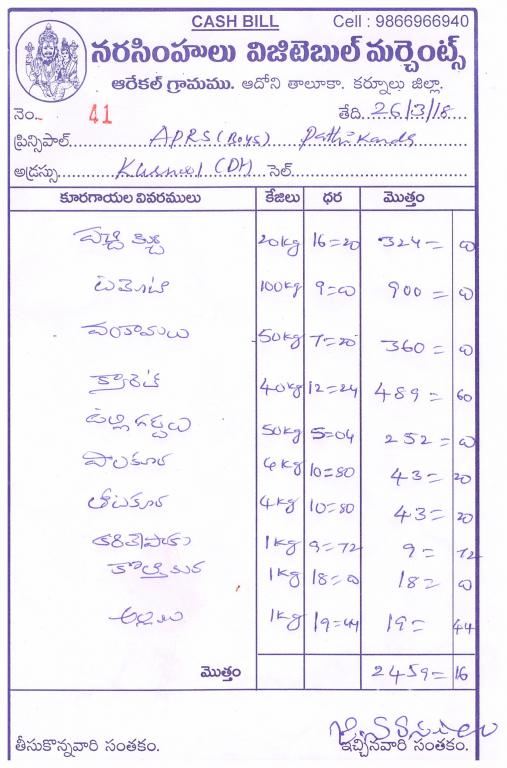 CASH BILL Cell : 9866966940
నరసింహులు విజిటెబుల్ మర్చెంట్స్
ఆరేకల్ గ్రామము. ఆదోని తాలూకా. కర్నూలు జిల్లా.
నెం. 41 తేది. 26/3/18
ప్రిన్సిపాల్ APRS (Boys) Pathikonda
అడ్రస్సు Kurnool (Dt) సెల్
కూరగాయల వివరములు కేజిలు ధర మొత్తం
పచ్చి మిర్చి 20kg 16=20 324= 0
టమోటా 100kg 9=0 900= 0
వంకాయలు 50kg 7=20 360= 0
క్యారెట్ 40kg 12=24 489= 60
ఉల్లిగడ్డలు 50kg 5=04 252= 0
పాలకూర 4kg 10=80 43= 20
తోటకూర 4kg 10=80 43= 20
కరివేపాకు 1kg 9=72 9= 72
కొత్తిమీర 1kg 18=0 18= 0
అల్లం 1kg 19=44 19= 44
మొత్తం 2459= 16
తీసుకొన్నవారి సంతకం. ఇచ్చినవారి సంతకం.